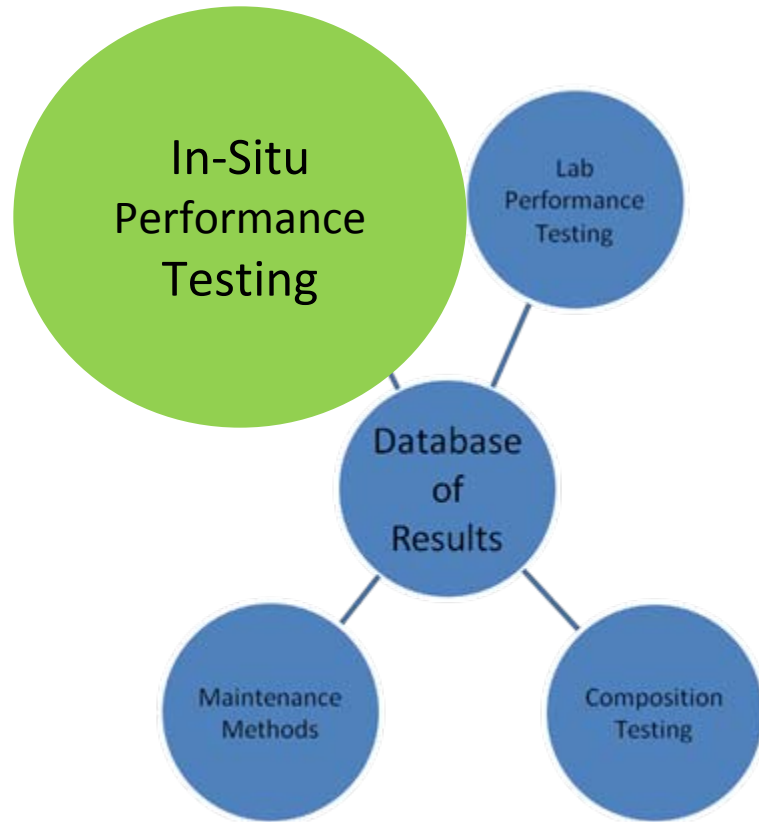 In-Situ
Performance
Testing
Lab
Performance
Testing
Database
of
Results
Maintenance
Methods
Composition
Testing